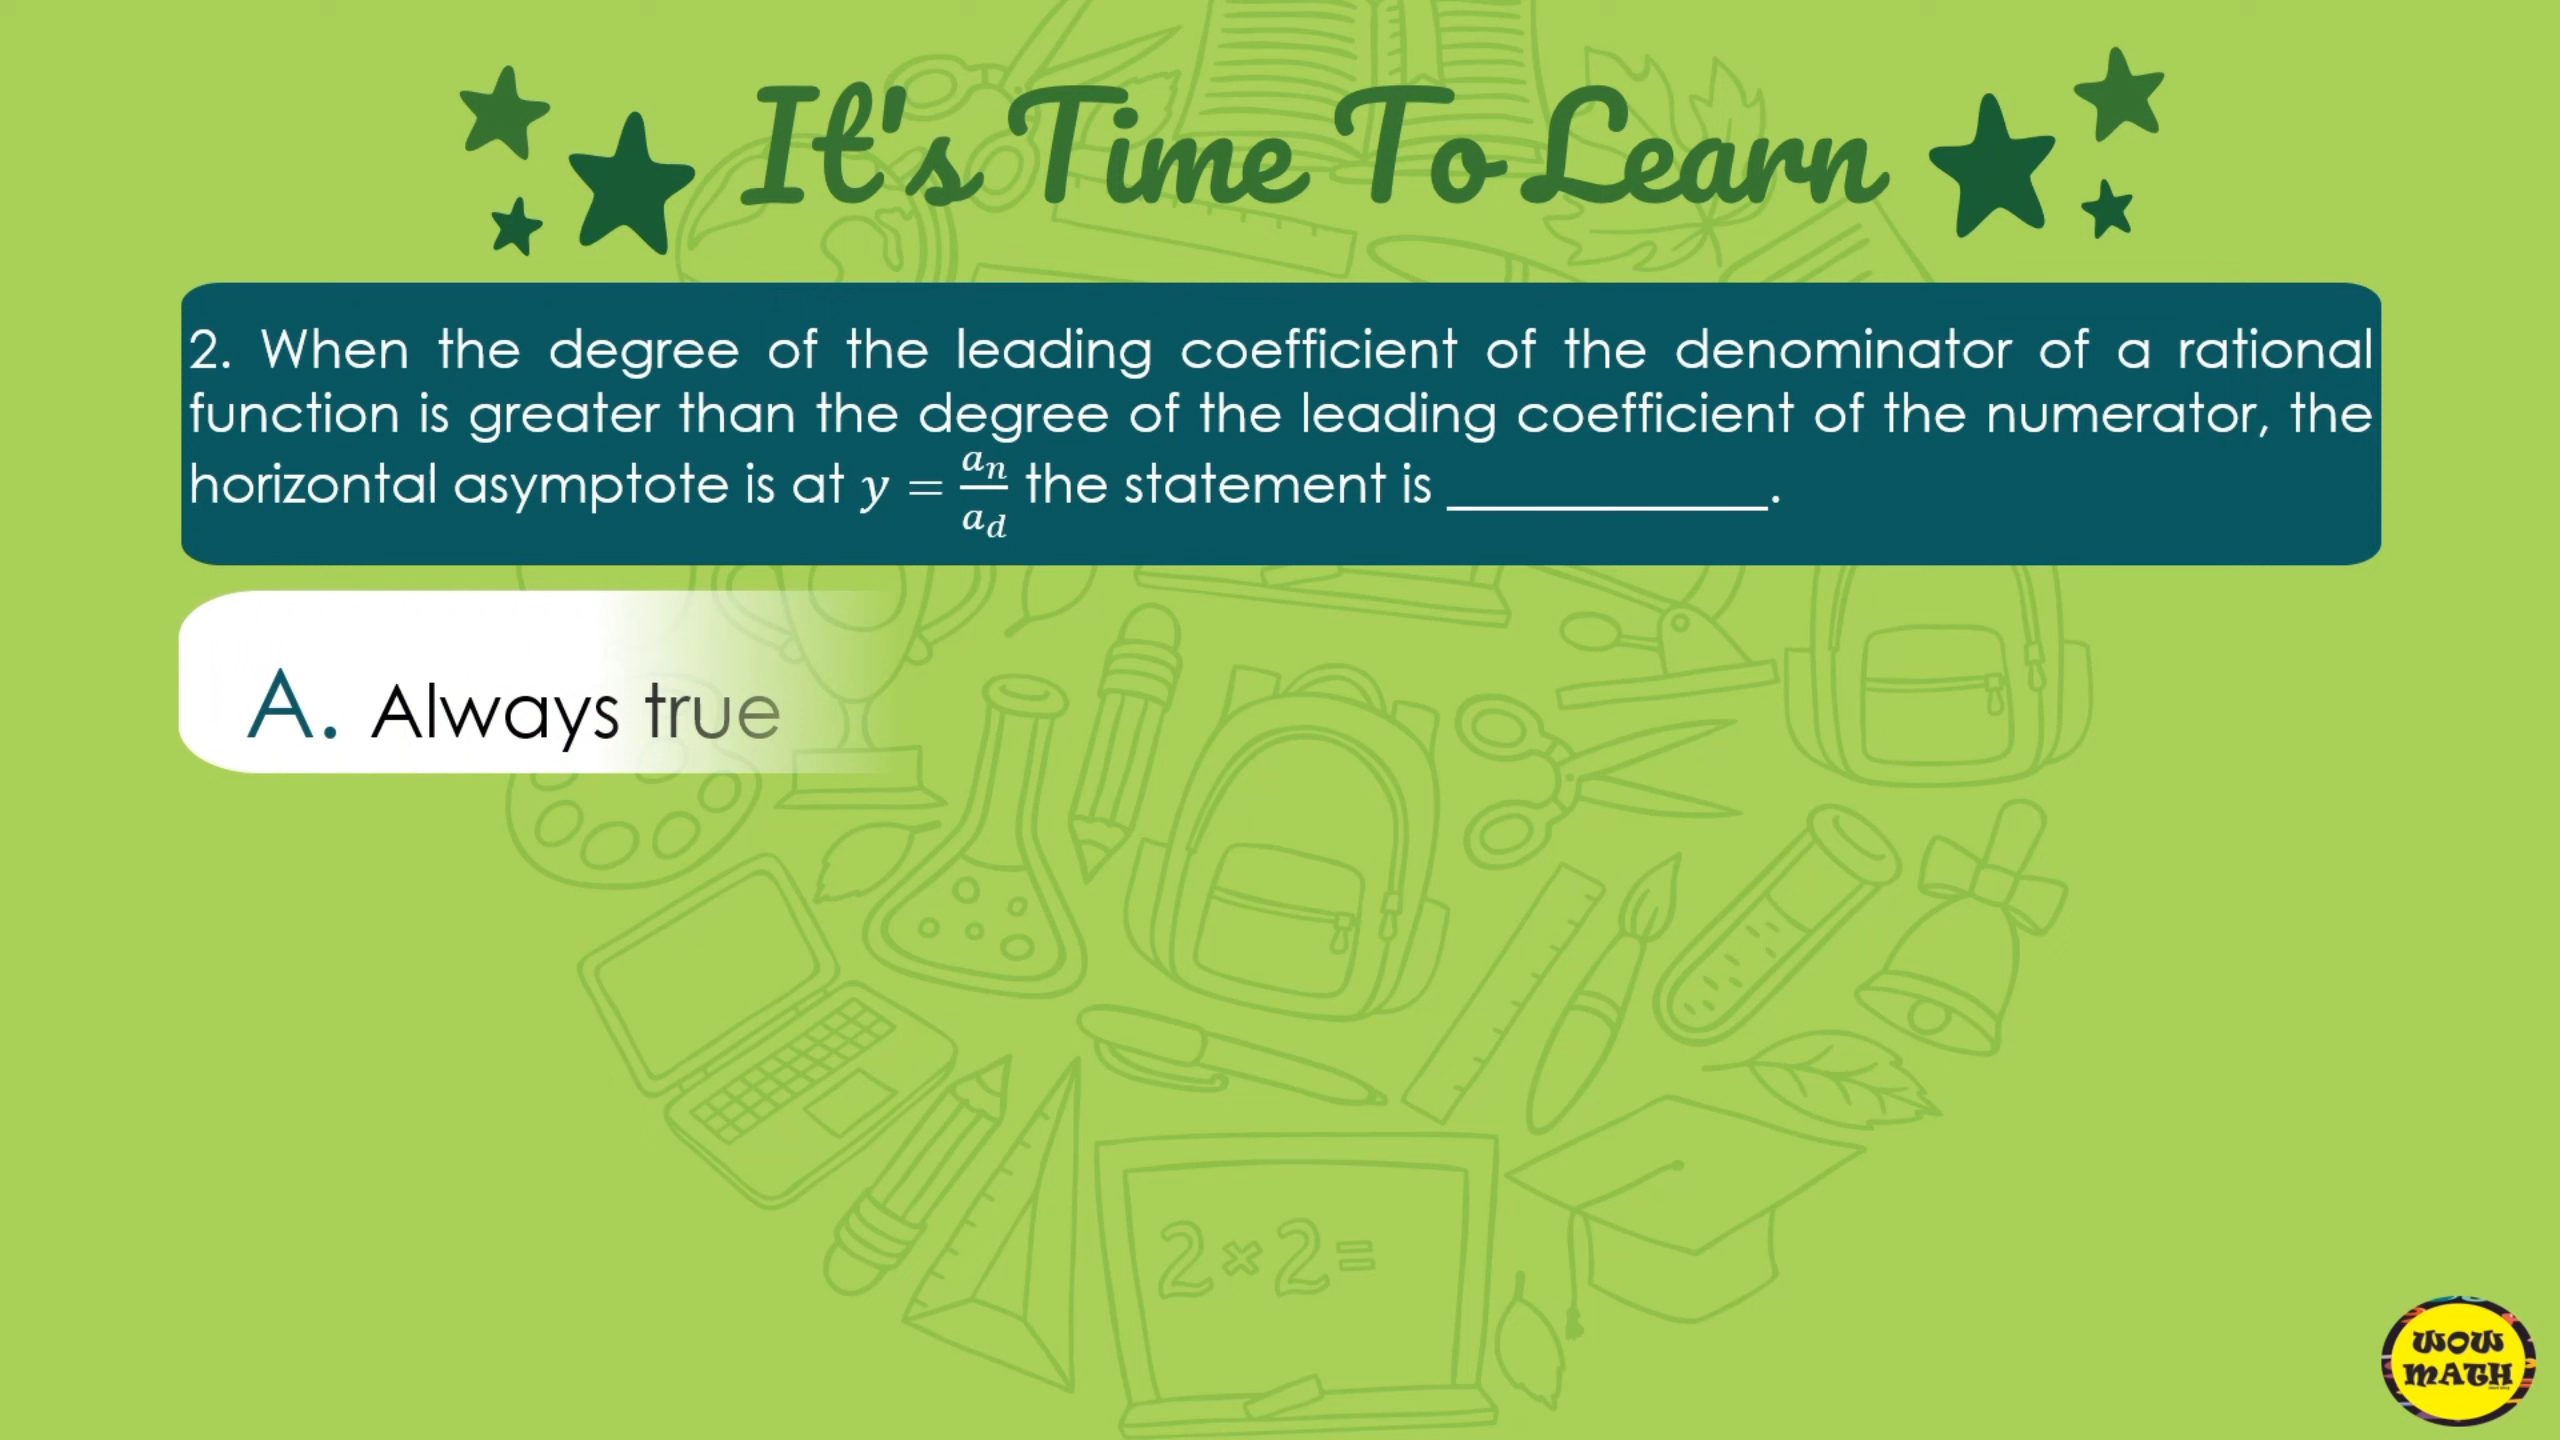 It's Time To Learn
2. When the degree of the leading coefficient of the denominator of a rational
function is greater than the degree of the leading coefficient of the numerator, the
horizontal asymptote is at y = aₙ/a_d the statement is ____________.
A. Always true
2×2=
WOW
MATH